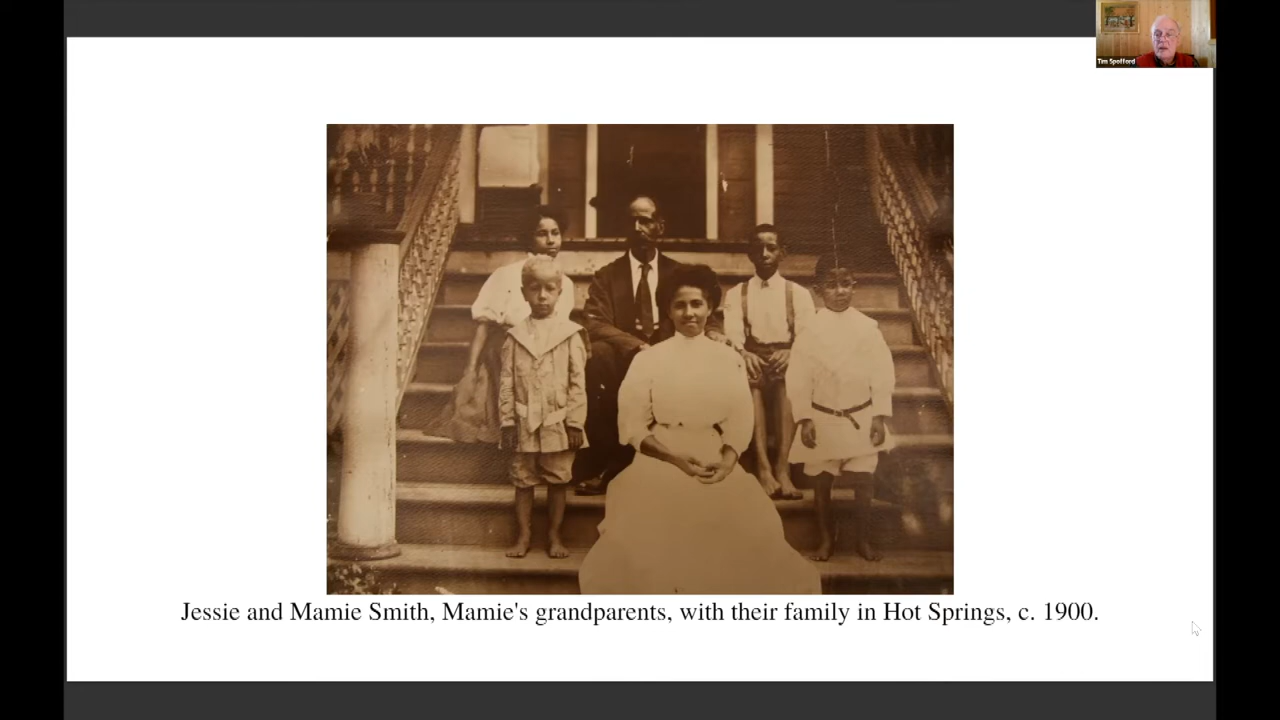 Tim Spofford
Jessie and Mamie Smith, Mamie's grandparents, with their family in Hot Springs, c. 1900.